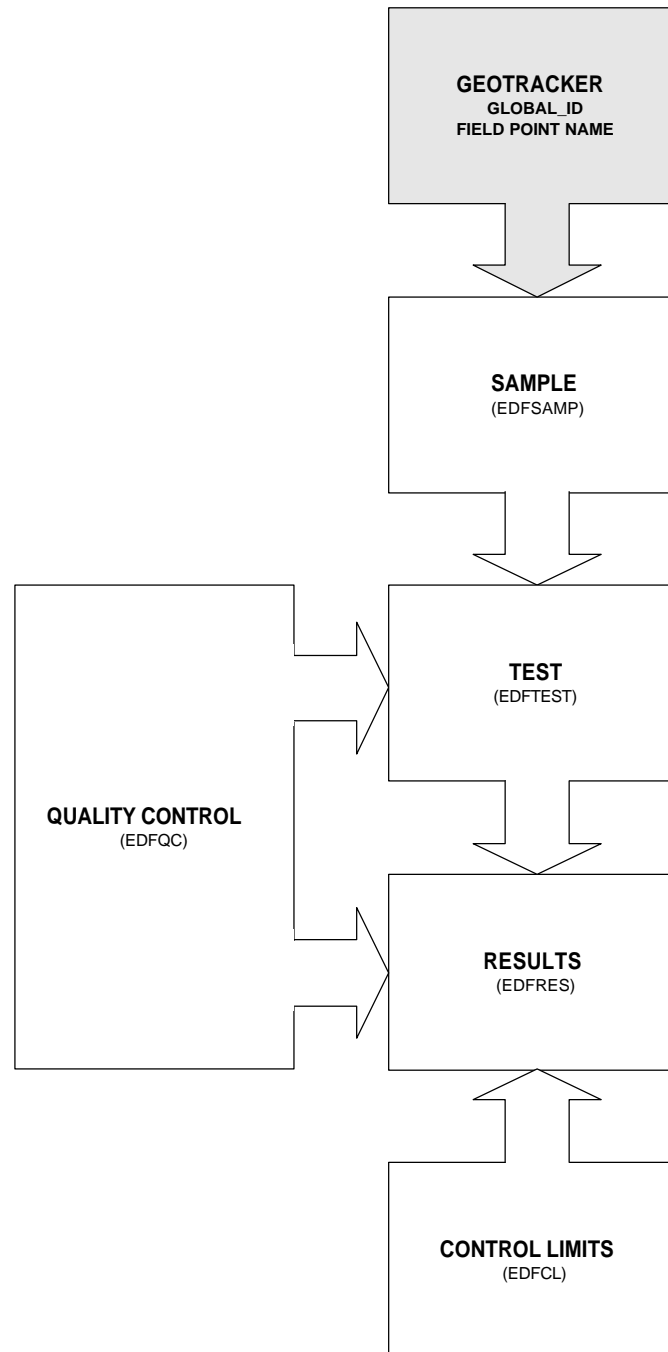 GEOTRACKER
GLOBAL_ID
FIELD POINT NAME
SAMPLE
(EDFSAMP)
TEST
(EDFTEST)
QUALITY CONTROL
(EDFQC)
RESULTS
(EDFRES)
CONTROL LIMITS
(EDFCL)